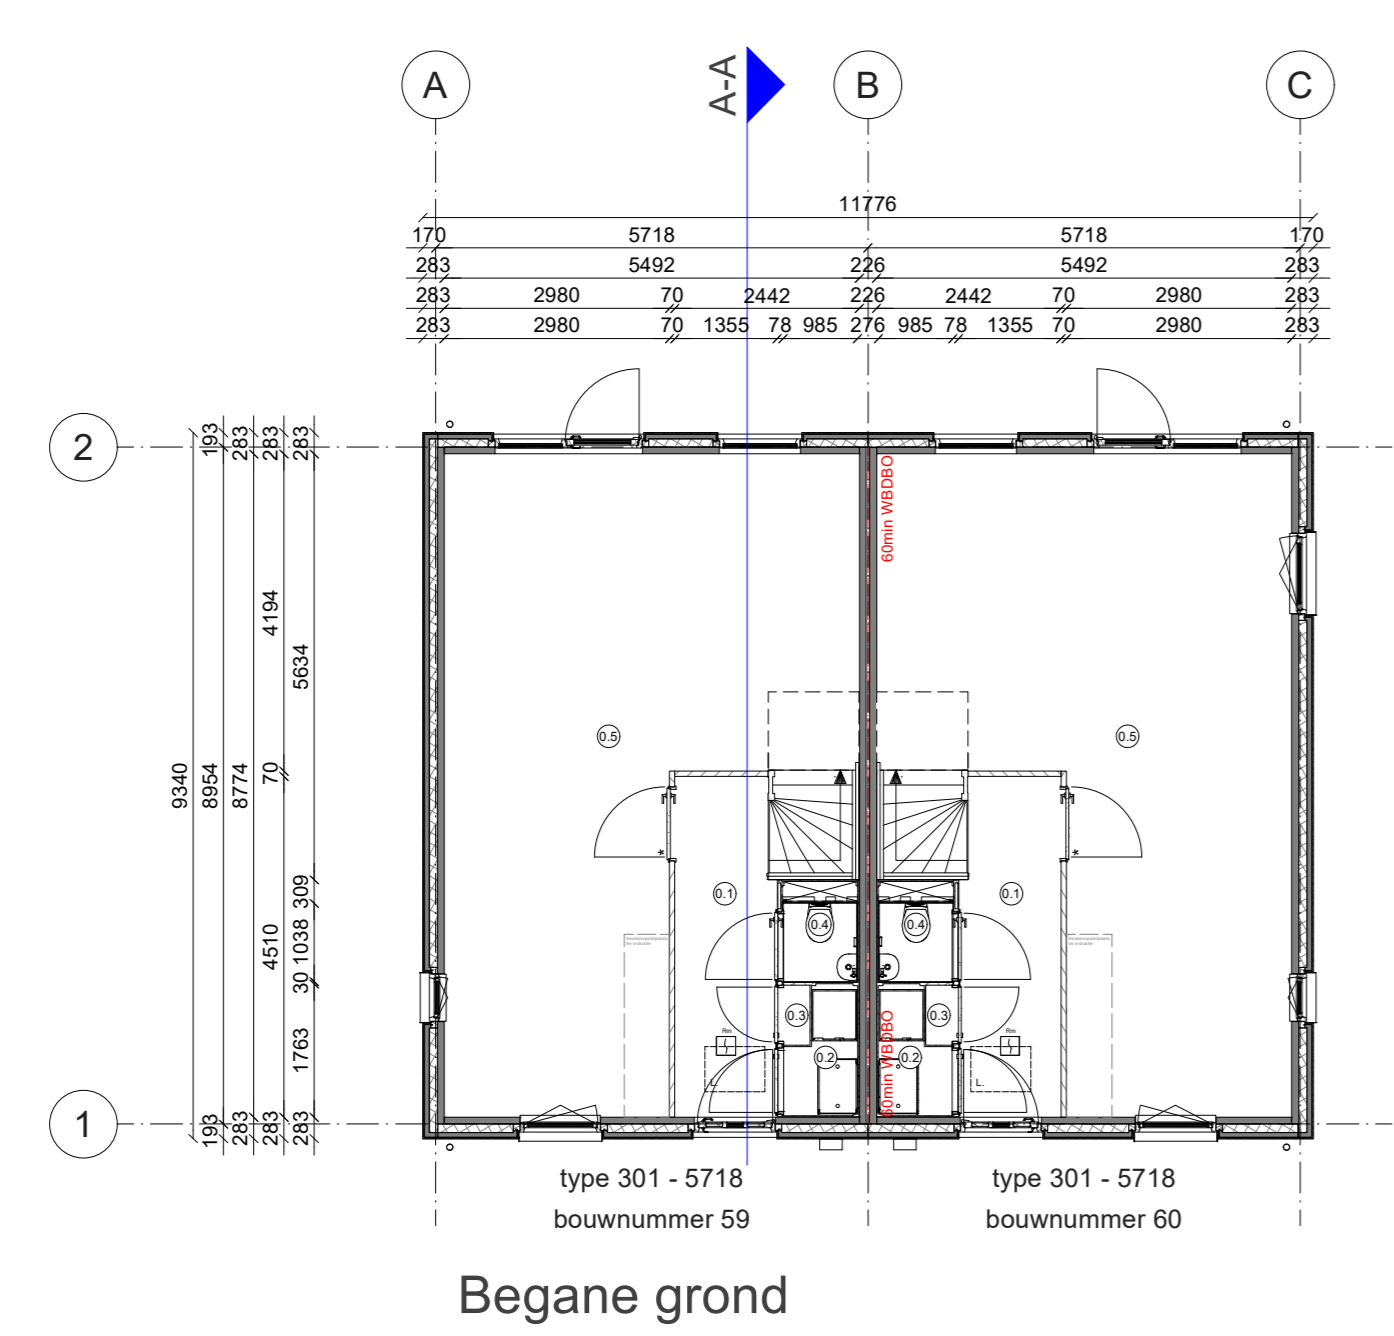 A
A-A
B
C
11776
170 5718 5718 170
283 5492 226 5492 283
283 2980 70 2442 226 2442 70 2980 283
283 2980 70 1355 78 985 276 985 78 1355 70 2980 283
2
193 283 283 283
60min WBDBO
4194
5634
0.5 0.5
9340 8954 8774 70
* *
309
0.1 0.1
0.4 0.4
4510 1038
30
0.3 0.3
Rm Rm
1763
0.2 0.2
60min WBDBO
L. L.
1
193 283 283 283
type 301 - 5718 type 301 - 5718
bouwnummer 59 bouwnummer 60
Begane grond